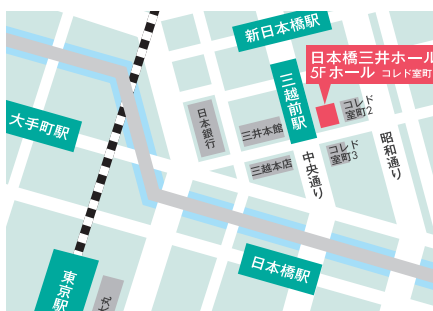 新日本橋駅
日本橋三井ホール
5Fホール コレド室町1
三越前駅
コレド
室町2
日本銀行
三井本館
大手町駅
コレド
室町3
昭和通り
三越本店
中央通り
日本橋駅
東京駅
大丸